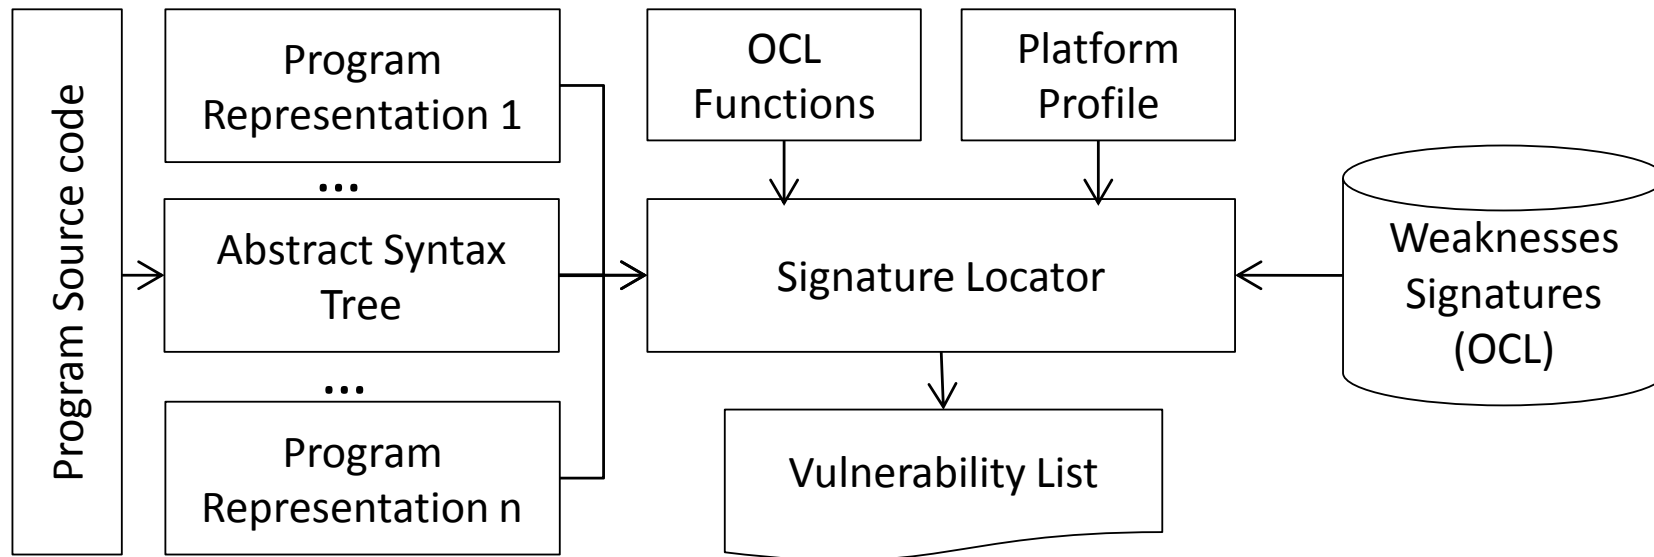 Program Source code
Program
Representation 1
...
Abstract Syntax
Tree
...
Program
Representation n
OCL
Functions
Platform
Profile
Signature Locator
Vulnerability List
Weaknesses
Signatures
(OCL)